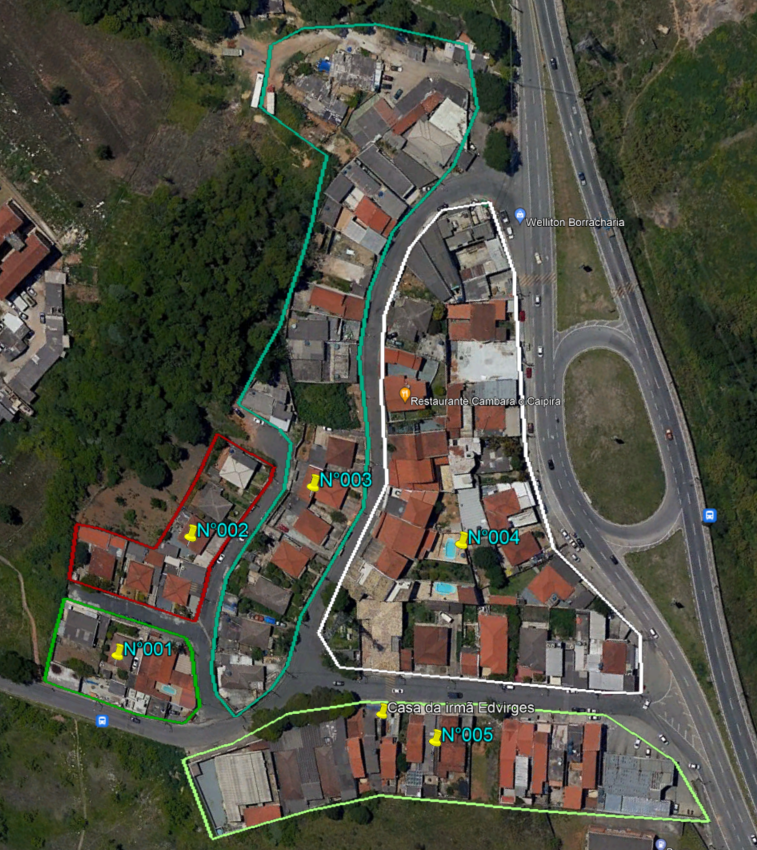 Welliton Borracharia
Restaurante Cambará o Caipira
N°003
N°002
N°004
N°001
Casa da irmã Edvirges
N°005